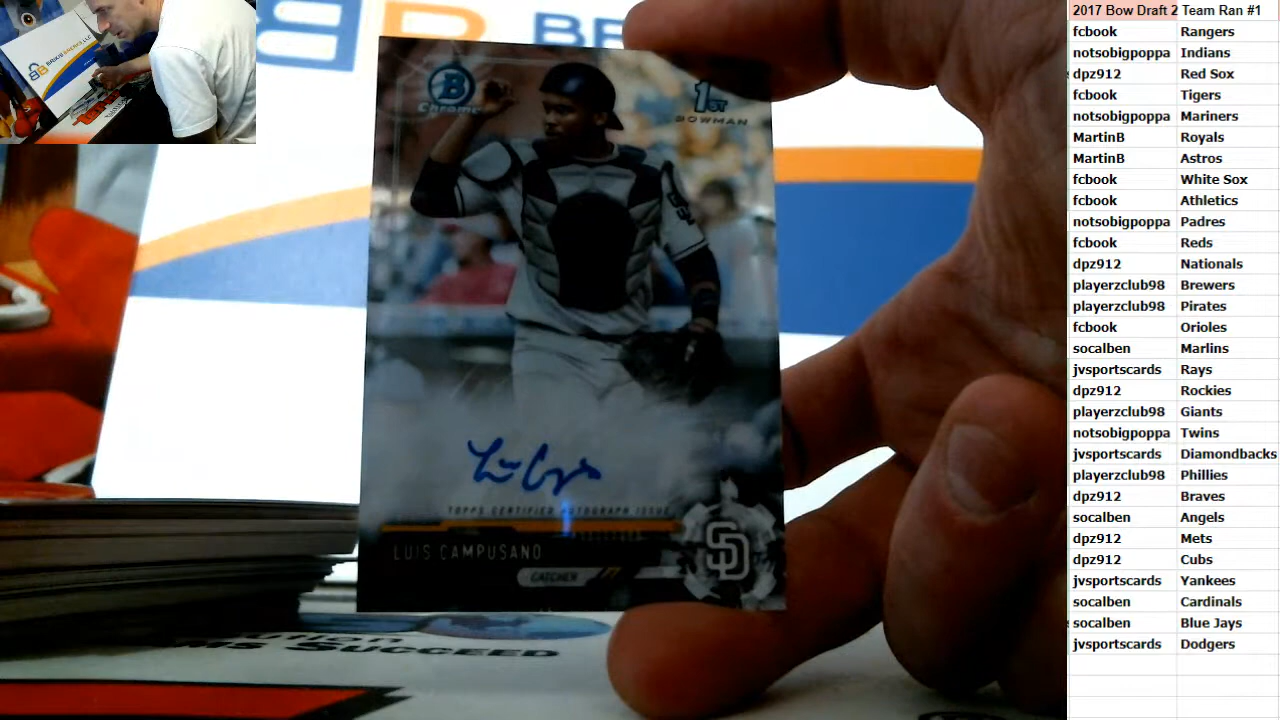 B
Chrome
1ST
BOWMAN
TOPPS CERTIFIED AUTOGRAPH ISSUE
LUIS CAMPUSANO
CATCHER
SD
MS SUCCEED
2017 Bow Draft 2 Team Ran #1
fcbook Rangers
notsobigpoppa Indians
dpz912 Red Sox
fcbook Tigers
notsobigpoppa Mariners
MartinB Royals
MartinB Astros
fcbook White Sox
fcbook Athletics
notsobigpoppa Padres
fcbook Reds
dpz912 Nationals
playerzclub98 Brewers
playerzclub98 Pirates
fcbook Orioles
socalben Marlins
jvsportscards Rays
dpz912 Rockies
playerzclub98 Giants
notsobigpoppa Twins
jvsportscards Diamondbacks
playerzclub98 Phillies
dpz912 Braves
socalben Angels
dpz912 Mets
dpz912 Cubs
jvsportscards Yankees
socalben Cardinals
socalben Blue Jays
jvsportscards Dodgers